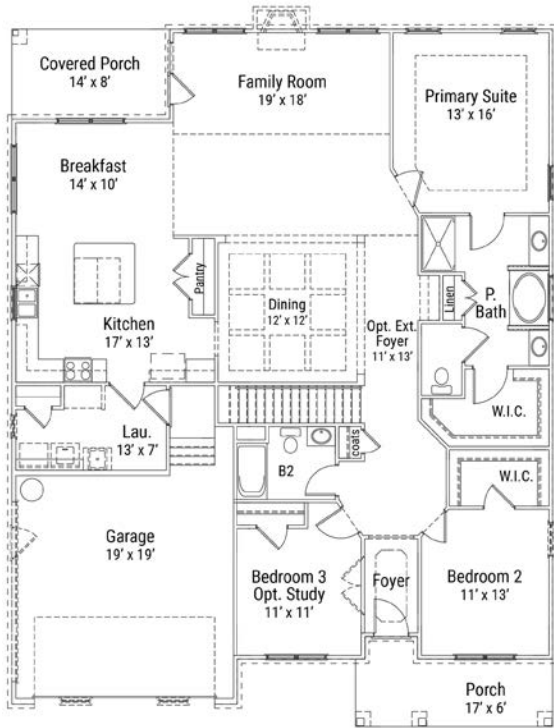 Covered Porch
14' x 8'
Family Room
19' x 18'
Primary Suite
13' x 16'
Breakfast
14' x 10'
Pantry
Dining
12' x 12'
Linen
P.
Bath
Kitchen
17' x 13'
Opt. Ext.
Foyer
11' x 13'
W.I.C.
Lau.
13' x 7'
coats
B2
W.I.C.
Garage
19' x 19'
Bedroom 3
Opt. Study
11' x 11'
Foyer
Bedroom 2
11' x 13'
Porch
17' x 6'